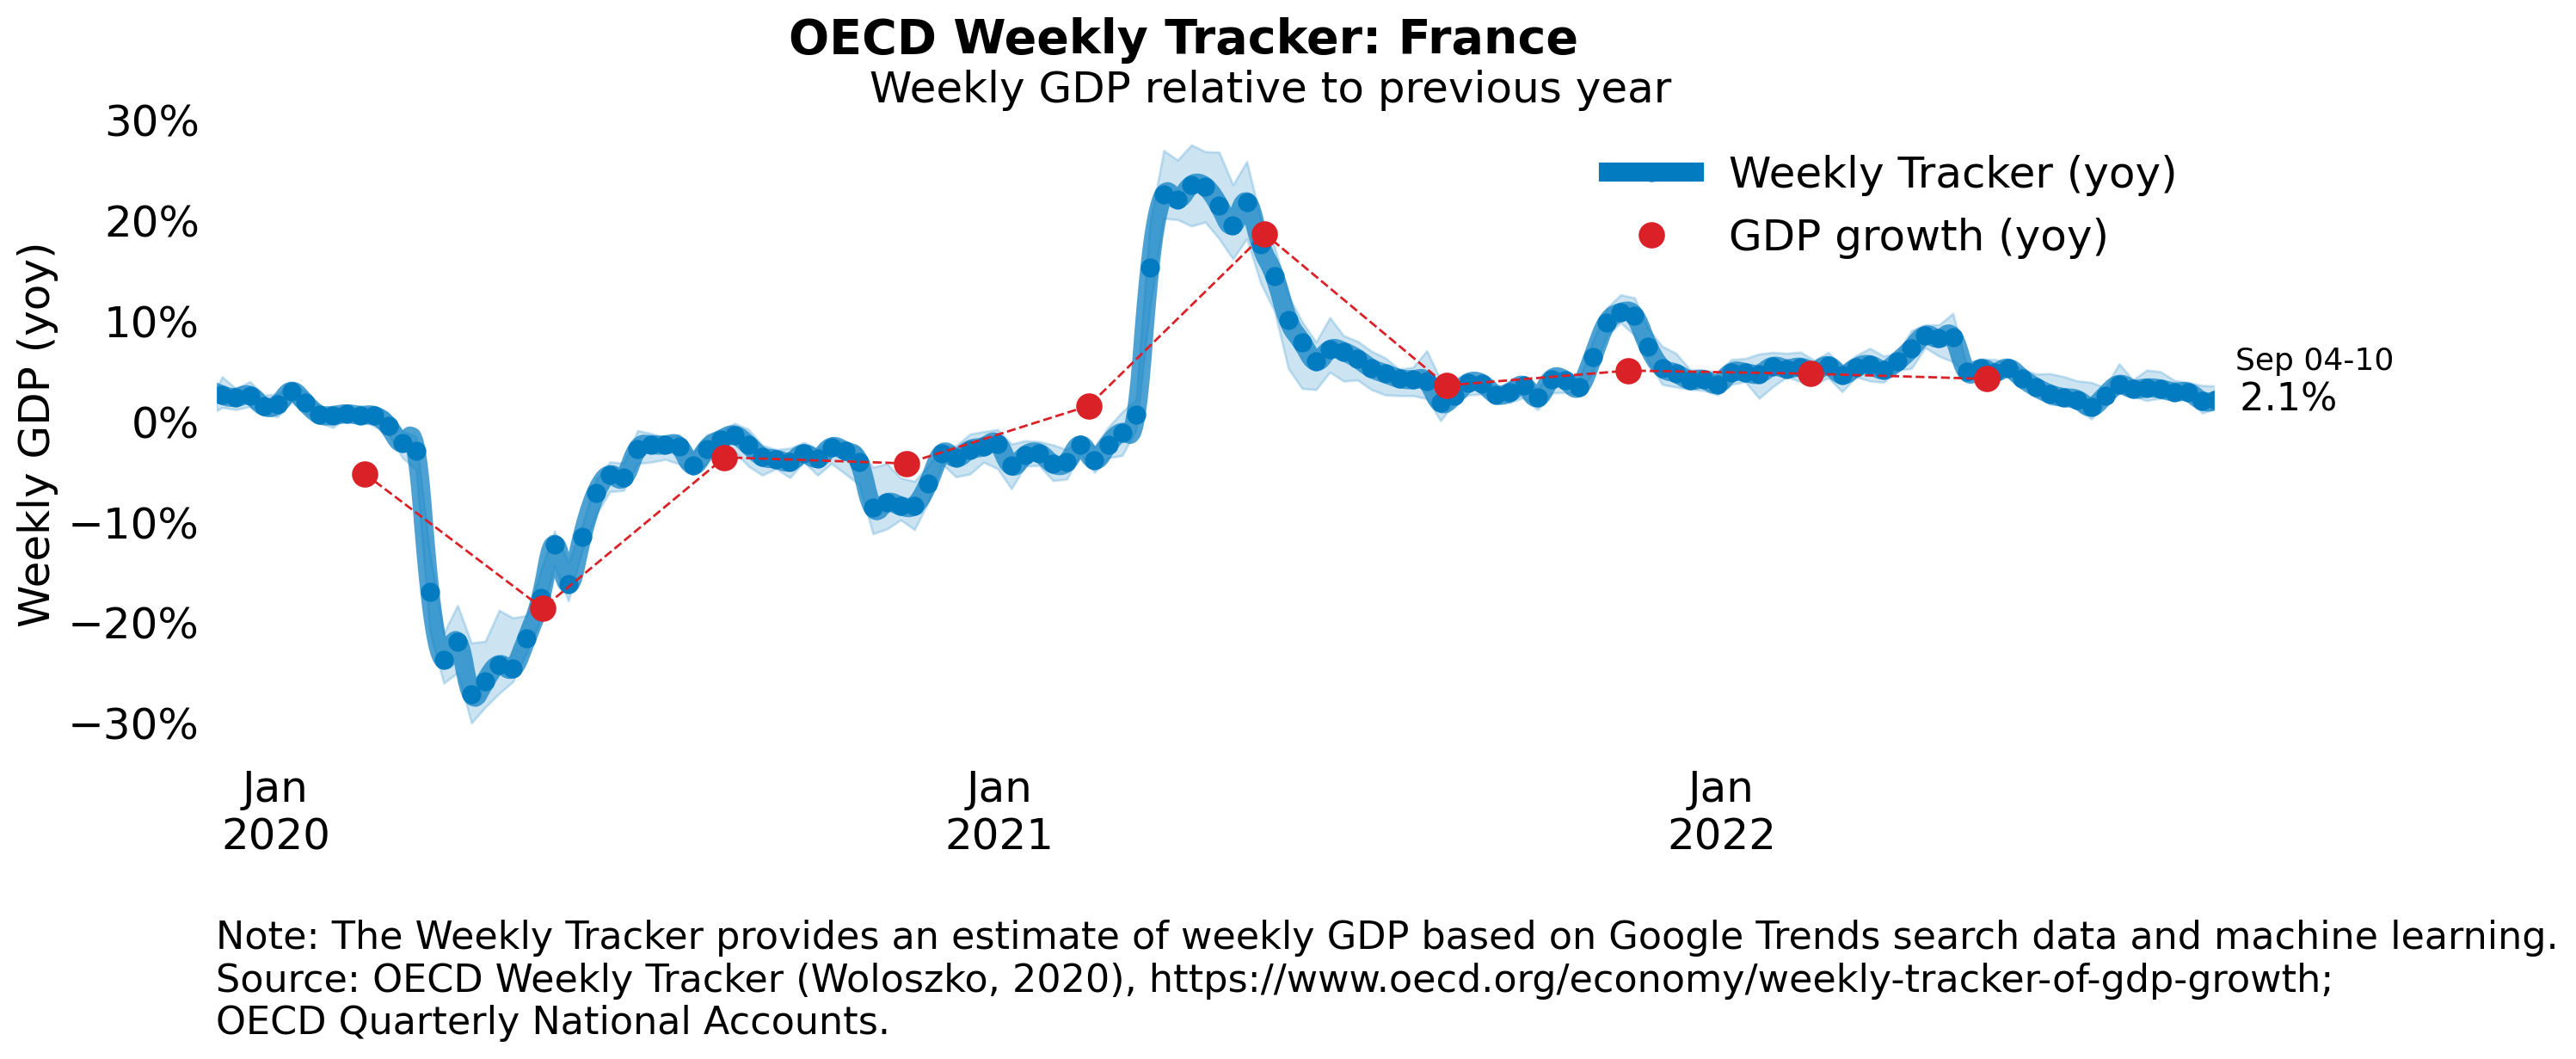 OECD Weekly Tracker: France
Weekly GDP relative to previous year
Weekly GDP (yoy)
30%
20%
10%
0%
−10%
−20%
−30%
Weekly Tracker (yoy)
GDP growth (yoy)
Sep 04-10
2.1%
Jan
2020
Jan
2021
Jan
2022
Note: The Weekly Tracker provides an estimate of weekly GDP based on Google Trends search data and machine learning.
Source: OECD Weekly Tracker (Woloszko, 2020), https://www.oecd.org/economy/weekly-tracker-of-gdp-growth;
OECD Quarterly National Accounts.